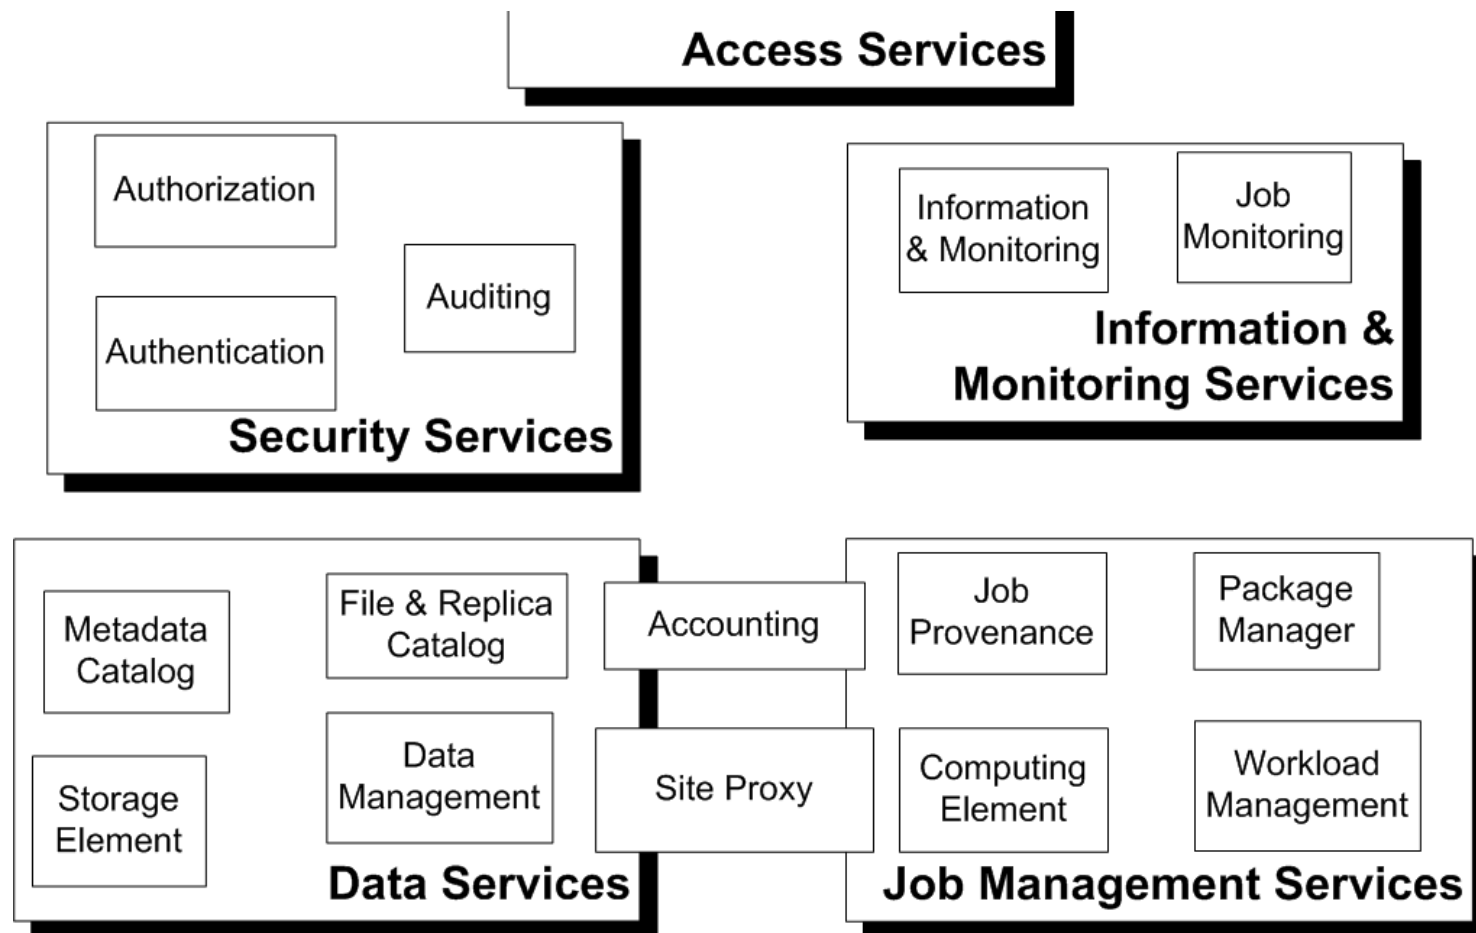 Access Services
Authorization
Auditing
Authentication
Security Services
Information
& Monitoring
Job
Monitoring
Information &
Monitoring Services
Metadata
Catalog
File & Replica
Catalog
Storage
Element
Data
Management
Data Services
Accounting
Site Proxy
Job
Provenance
Package
Manager
Computing
Element
Workload
Management
Job Management Services